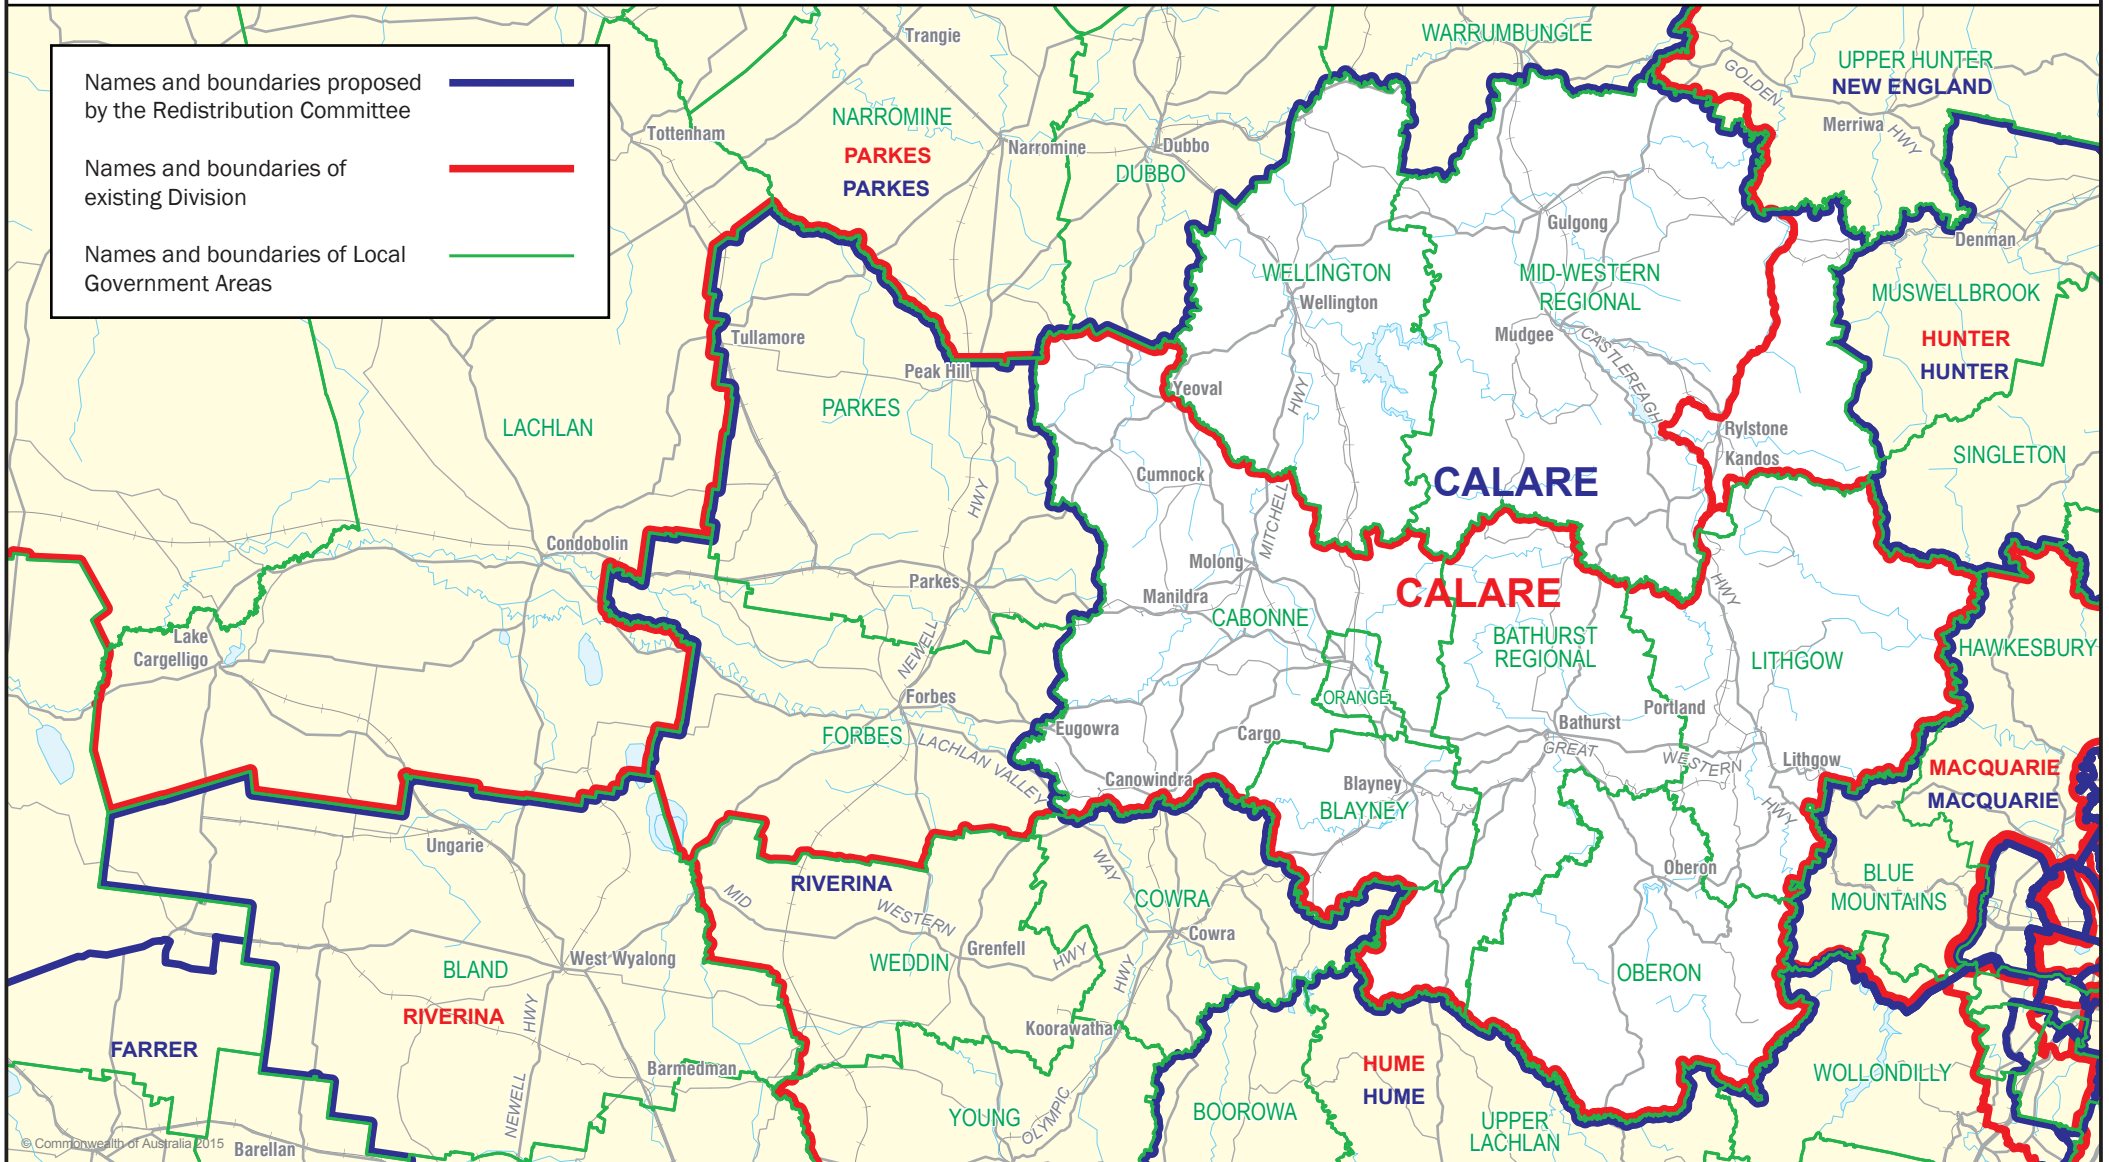 Names and boundaries proposed
by the Redistribution Committee
Names and boundaries of
existing Division
Names and boundaries of Local
Government Areas
Trangie
WARRUMBUNGLE
UPPER HUNTER
NEW ENGLAND
GOLDEN
HWY
Merriwa
Tottenham
NARROMINE
PARKES
PARKES
Narromine
Dubbo
DUBBO
Gulgong
Denman
WELLINGTON
Wellington
MID-WESTERN
REGIONAL
Mudgee
CASTLEREAGH
HWY
MUSWELLBROOK
HUNTER
HUNTER
Tullamore
Peak Hill
PARKES
LACHLAN
Yeoval
HWY
Rylstone
Kandos
SINGLETON
Cumnock
MITCHELL
CALARE
HWY
Condobolin
Parkes
Molong
Manildra
CABONNE
CALARE
BATHURST
REGIONAL
LITHGOW
HAWKESBURY
Lake
Cargelligo
NEWELL
Forbes
FORBES
LACHLAN VALLEY
WAY
Eugowra
Cargo
ORANGE
Canowindra
Blayney
BLAYNEY
Bathurst
Portland
GREAT
WESTERN
HWY
Lithgow
MACQUARIE
MACQUARIE
Ungarie
RIVERINA
MID
WESTERN
HWY
COWRA
Cowra
Oberon
OBERON
BLUE
MOUNTAINS
BLAND
West Wyalong
WEDDIN
Grenfell
HWY
RIVERINA
FARRER
NEWELL
HWY
Koorawatha
Barmedman
YOUNG
OLYMPIC
BOOROWA
HUME
HUME
UPPER
LACHLAN
WOLLONDILLY
© Commonwealth of Australia 2015
Barellan